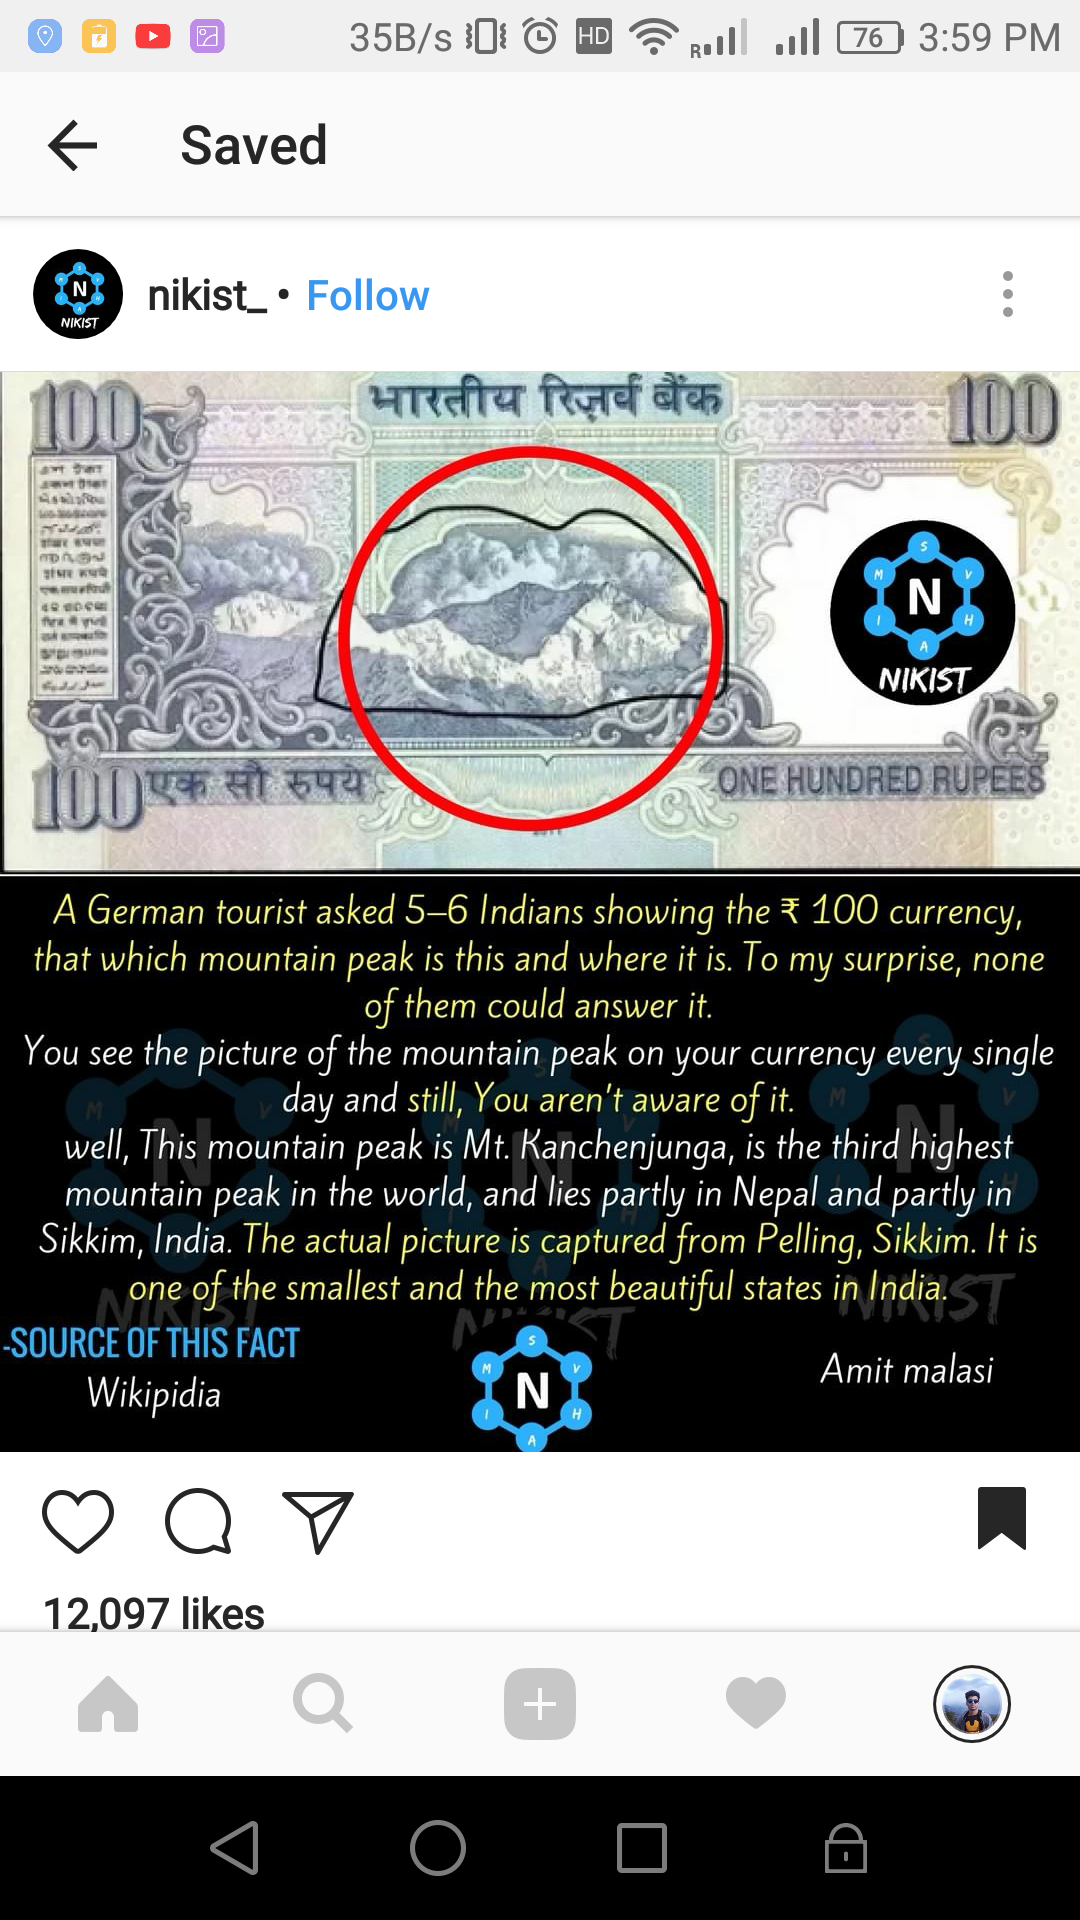 35B/s HD R 76 3:59 PM
Saved
N
NIKIST
nikist_ • Follow
100 भारतीय रिज़र्व बैंक 100
S
M V
N
I H
A
NIKIST
100 एक सौ रुपये ONE HUNDRED RUPEES
A German tourist asked 5–6 Indians showing the ₹ 100 currency,
that which mountain peak is this and where it is. To my surprise, none
of them could answer it.
You see the picture of the mountain peak on your currency every single
day and still, You aren't aware of it.
well, This mountain peak is Mt. Kanchenjunga, is the third highest
mountain peak in the world, and lies partly in Nepal and partly in
Sikkim, India. The actual picture is captured from Pelling, Sikkim. It is
one of the smallest and the most beautiful states in India.
-SOURCE OF THIS FACT
Wikipidia
S
M V
N
I H
A
Amit malasi
12,097 likes